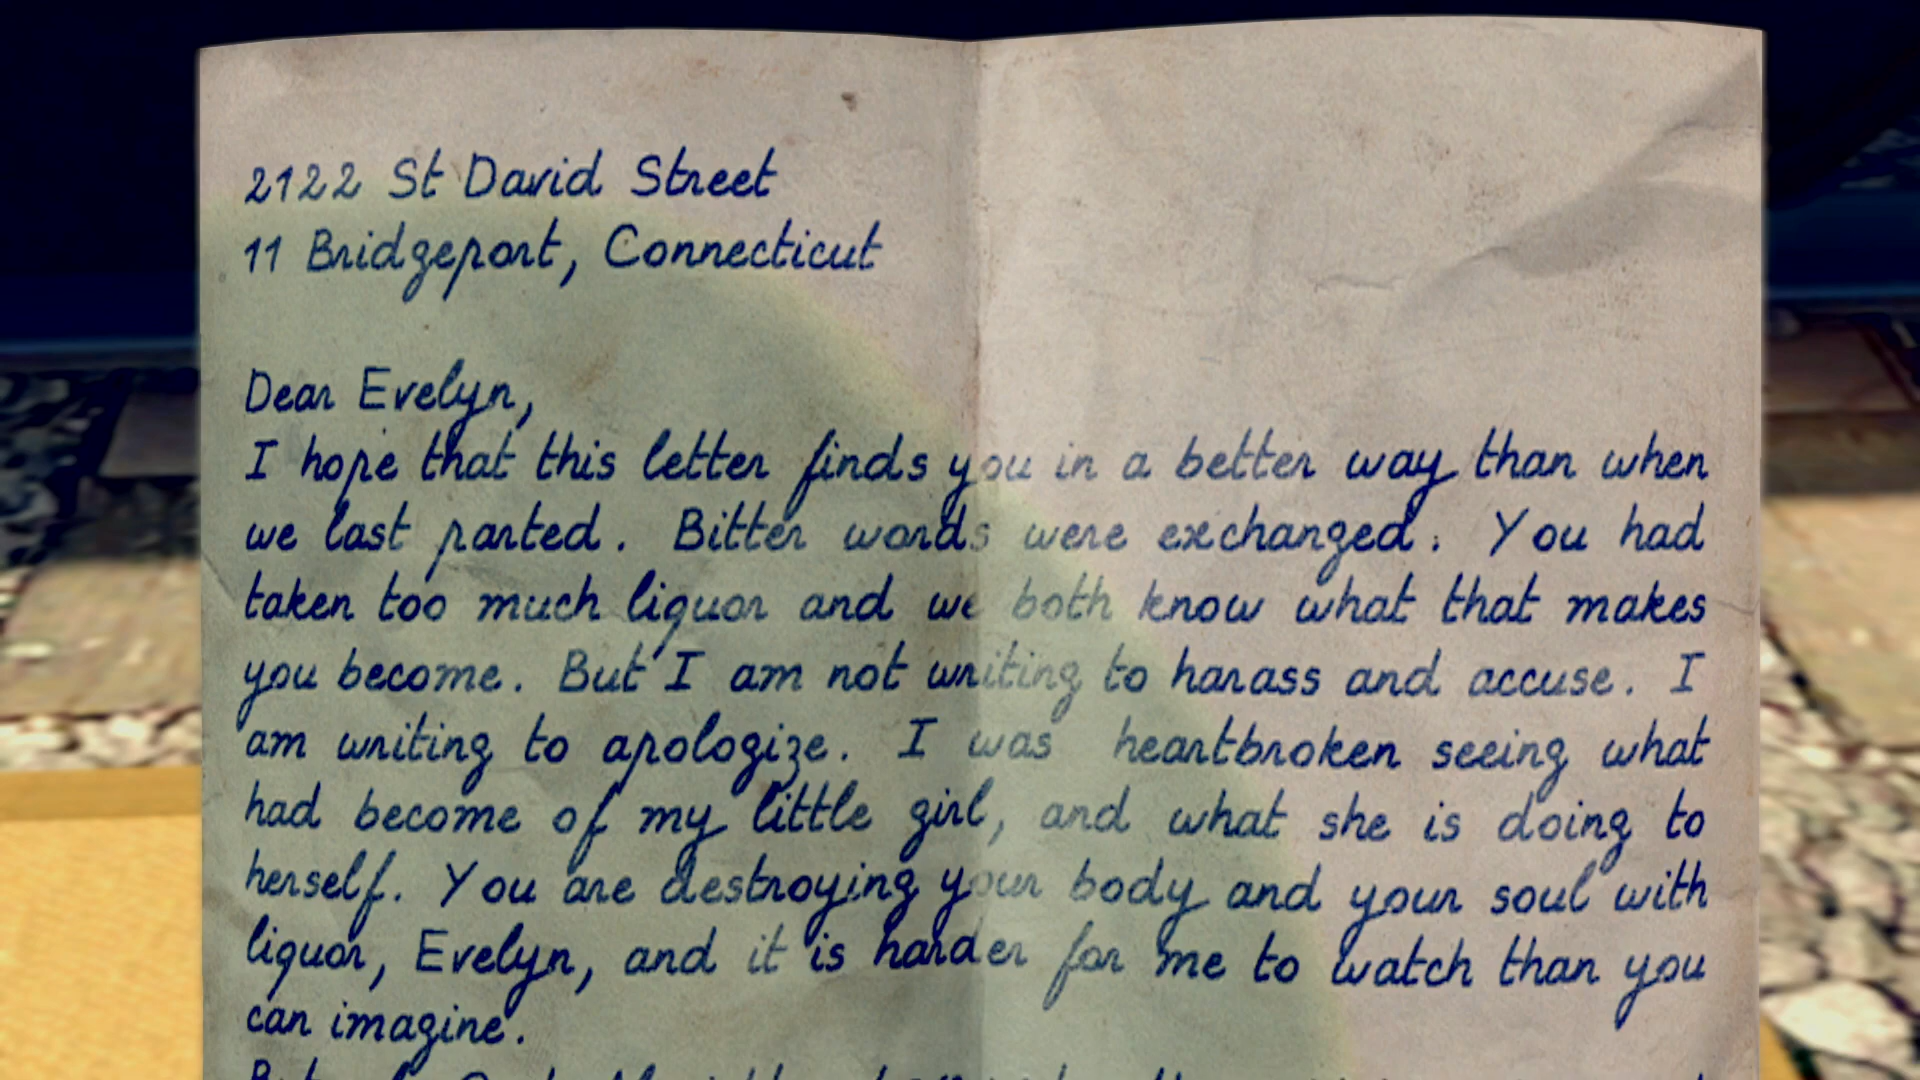 2122 St David Street
11 Bridgeport, Connecticut
Dear Evelyn,
I hope that this letter finds you in a better way than when
we last parted. Bitter words were exchanged. You had
taken too much liquor and we both know what that makes
you become. But I am not writing to harass and accuse. I
am writing to apologize. I was heartbroken seeing what
had become of my little girl, and what she is doing to
herself. You are destroying your body and your soul with
liquor, Evelyn, and it is harder for me to watch than you
can imagine.